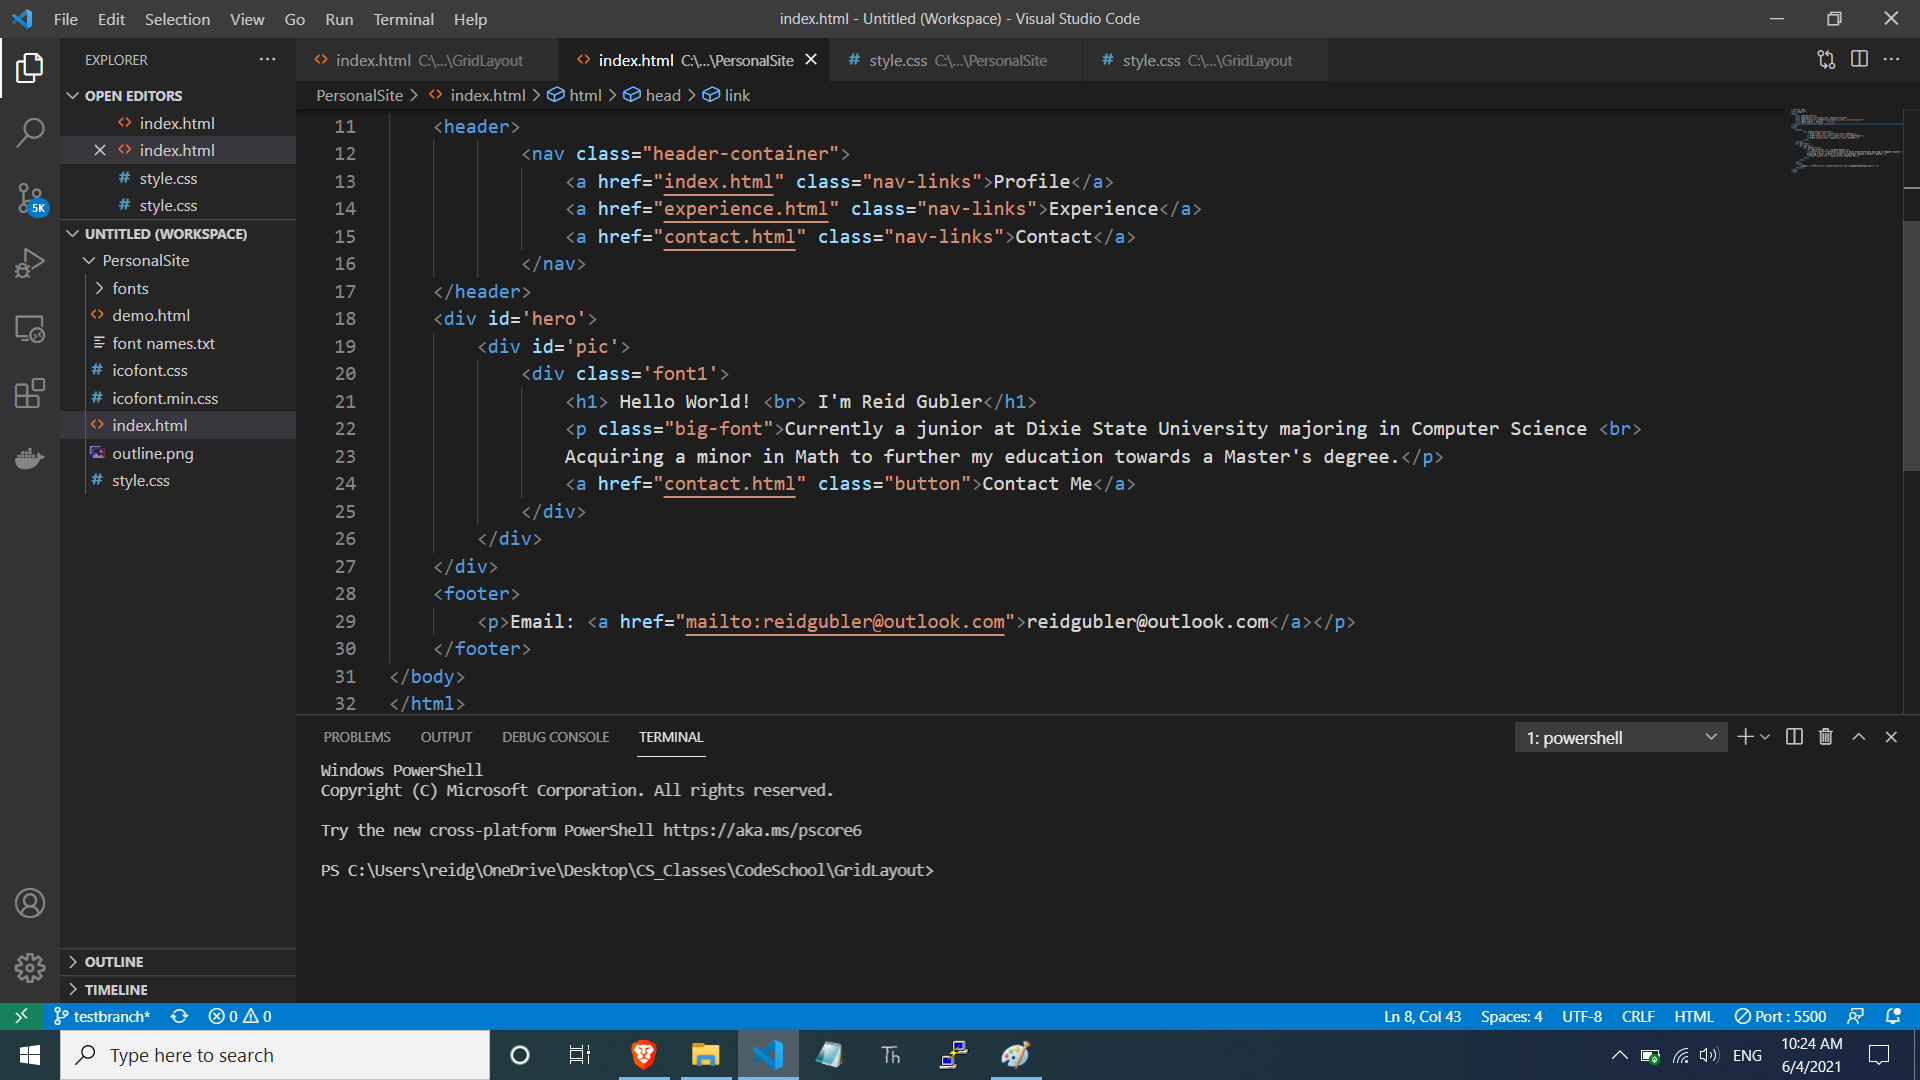 File Edit Selection View Go Run Terminal Help
index.html - Untitled (Workspace) - Visual Studio Code
EXPLORER
OPEN EDITORS
index.html
index.html
style.css
style.css
UNTITLED (WORKSPACE)
PersonalSite
fonts
demo.html
font names.txt
icofont.css
icofont.min.css
index.html
outline.png
style.css
OUTLINE
TIMELINE
5K
index.html C:\...\GridLayout
index.html C:\...\PersonalSite
style.css C:\...\PersonalSite
style.css C:\...\GridLayout
PersonalSite > index.html > html > head > link
11 <header>
12 <nav class="header-container">
13 <a href="index.html" class="nav-links">Profile</a>
14 <a href="experience.html" class="nav-links">Experience</a>
15 <a href="contact.html" class="nav-links">Contact</a>
16 </nav>
17 </header>
18 <div id='hero'>
19 <div id='pic'>
20 <div class='font1'>
21 <h1> Hello World! <br> I'm Reid Gubler</h1>
22 <p class="big-font">Currently a junior at Dixie State University majoring in Computer Science <br>
23 Acquiring a minor in Math to further my education towards a Master's degree.</p>
24 <a href="contact.html" class="button">Contact Me</a>
25 </div>
26 </div>
27 </div>
28 <footer>
29 <p>Email: <a href="mailto:reidgubler@outlook.com">reidgubler@outlook.com</a></p>
30 </footer>
31 </body>
32 </html>
PROBLEMS OUTPUT DEBUG CONSOLE TERMINAL
1: powershell
Windows PowerShell
Copyright (C) Microsoft Corporation. All rights reserved.
Try the new cross-platform PowerShell https://aka.ms/pscore6
PS C:\Users\reidg\OneDrive\Desktop\CS_Classes\CodeSchool\GridLayout>
testbranch* 0 0
Ln 8, Col 43 Spaces: 4 UTF-8 CRLF HTML Port : 5500
Type here to search
Th
ENG
10:24 AM
6/4/2021